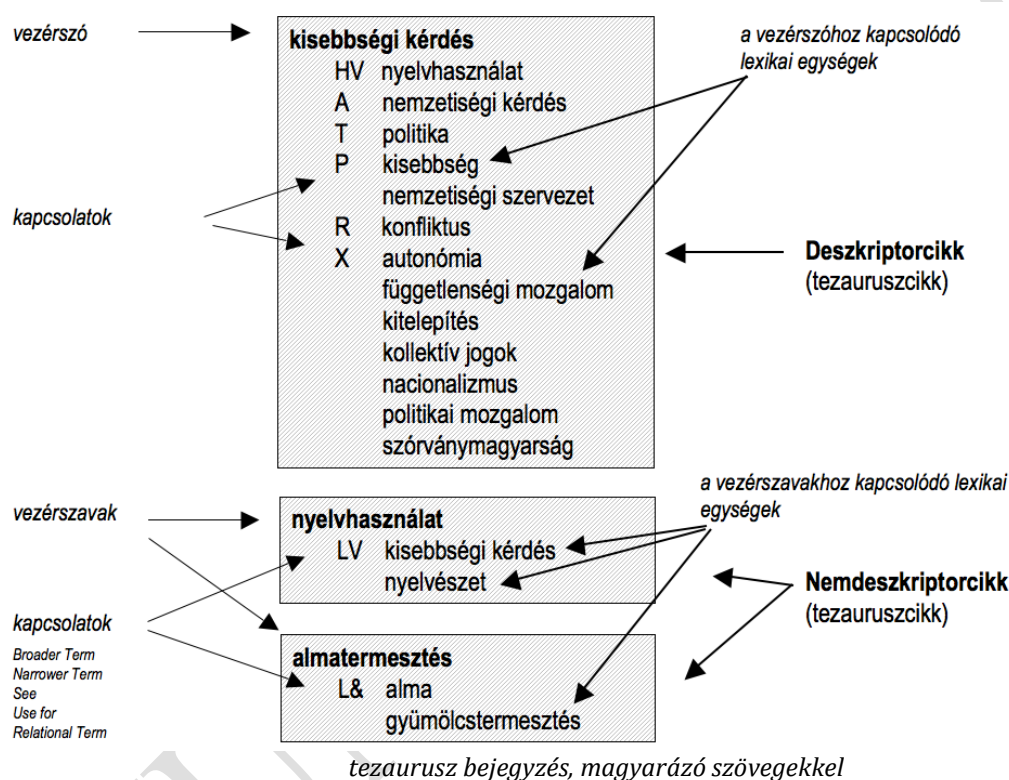 vezérszó
kisebbségi kérdés
HV nyelvhasználat
A nemzetiségi kérdés
T politika
P kisebbség
nemzetiségi szervezet
R konfliktus
X autonómia
függetlenségi mozgalom
kitelepítés
kollektív jogok
nacionalizmus
politikai mozgalom
szórványmagyarság
a vezérszóhoz kapcsolódó
lexikai egységek
kapcsolatok
Deszkriptorcikk
(tezauruszcikk)
vezérszavak
nyelvhasználat
LV kisebbségi kérdés
nyelvészet
a vezérszavakhoz kapcsolódó lexikai
egységek
Nemdeszkriptorcikk
(tezauruszcikk)
kapcsolatok
Broader Term
Narrower Term
See
Use for
Relational Term
almatermesztés
L& alma
gyümölcstermesztés
tezaurusz bejegyzés, magyarázó szövegekkel